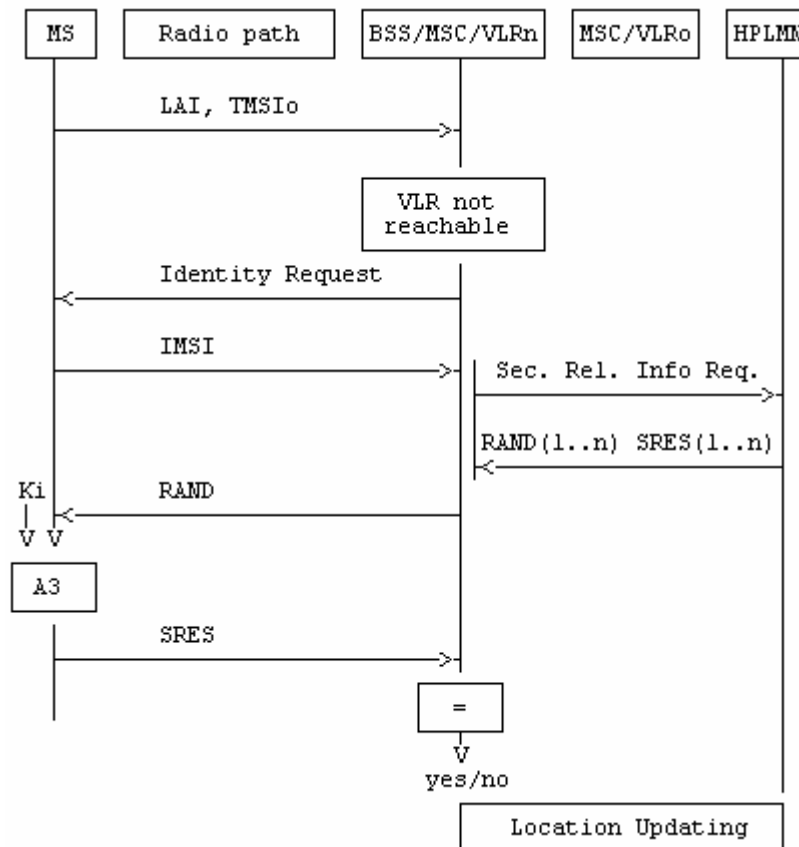 MS
Radio path
BSS/MSC/VLRn
MSC/VLRo
HPLMN
LAI, TMSIo
VLR not
reachable
Identity Request
IMSI
Sec. Rel. Info Req.
RAND(1..n) SRES(1..n)
Ki
RAND
V V
A3
SRES
=
V
yes/no
Location Updating